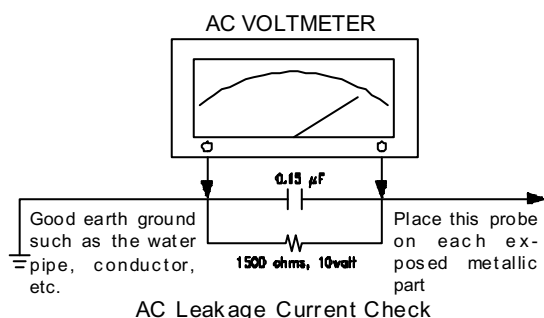 AC VOLTMETER
0.15 µF
Good earth ground
such as the water
pipe, conductor,
etc.
1500 ohms, 10watt
Place this probe
on each ex-
posed metallic
part
AC Leakage Current Check